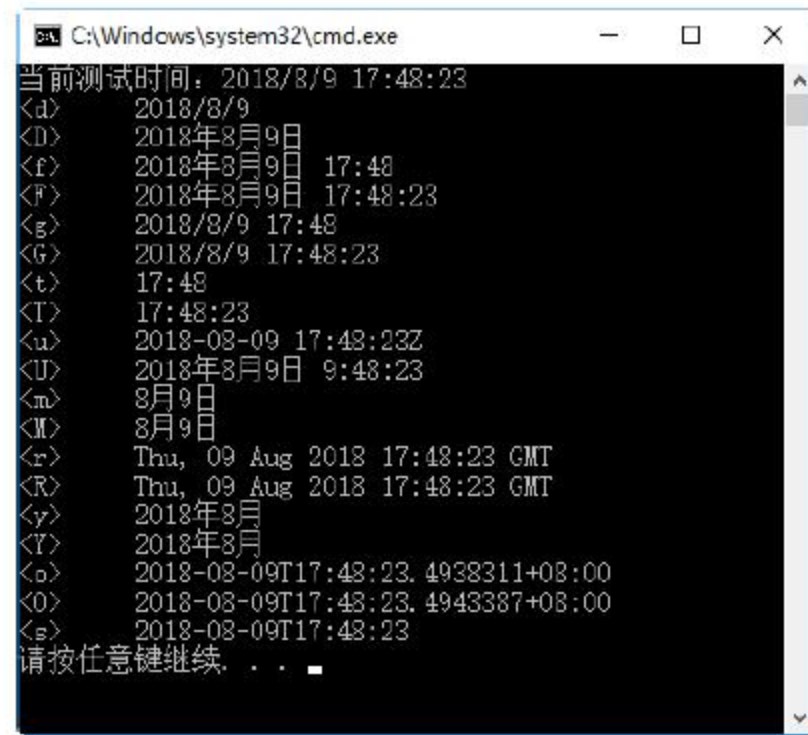 C:\Windows\system32\cmd.exe
当前测试时间：2018/8/9 17:48:23
<d> 2018/8/9
<D> 2018年8月9日
<f> 2018年8月9日 17:48
<F> 2018年8月9日 17:48:23
<g> 2018/8/9 17:48
<G> 2018/8/9 17:48:23
<t> 17:48
<T> 17:48:23
<u> 2018-08-09 17:48:23Z
<U> 2018年8月9日 9:48:23
<m> 8月9日
<M> 8月9日
<r> Thu, 09 Aug 2018 17:48:23 GMT
<R> Thu, 09 Aug 2018 17:48:23 GMT
<y> 2018年8月
<Y> 2018年8月
<o> 2018-08-09T17:48:23.4938311+08:00
<O> 2018-08-09T17:48:23.4943387+08:00
<s> 2018-08-09T17:48:23
请按任意键继续. . .